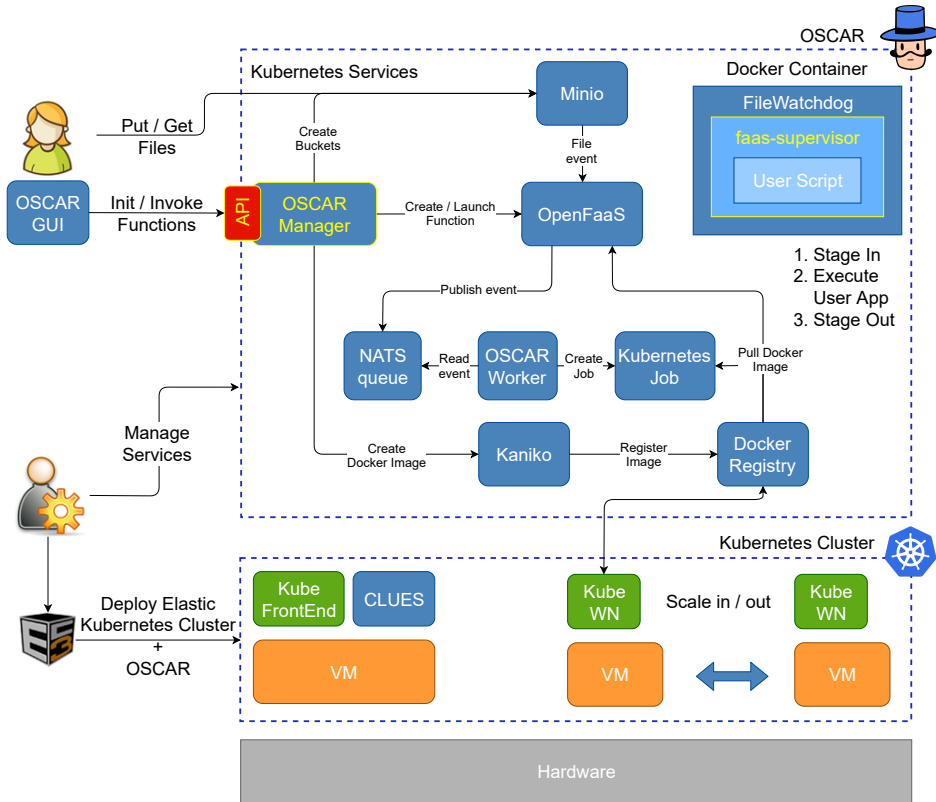 OSCAR
Kubernetes Services
Docker Container
Minio
FileWatchdog
faas-supervisor
User Script
Put / Get
Files
Create
Buckets
File
event
OSCAR
GUI
Init / Invoke
Functions
API
OSCAR
Manager
Create / Launch
Function
OpenFaaS
1. Stage In
2. Execute
User App
3. Stage Out
Publish event
NATS
queue
Read
event
OSCAR
Worker
Create
Job
Kubernetes
Job
Pull Docker
Image
Manage
Services
Create
Docker Image
Kaniko
Register
Image
Docker
Registry
Kubernetes Cluster
Kube
FrontEnd
CLUES
Kube
WN
Scale in / out
Kube
WN
Deploy Elastic
Kubernetes Cluster
+
OSCAR
VM
VM
VM
Hardware